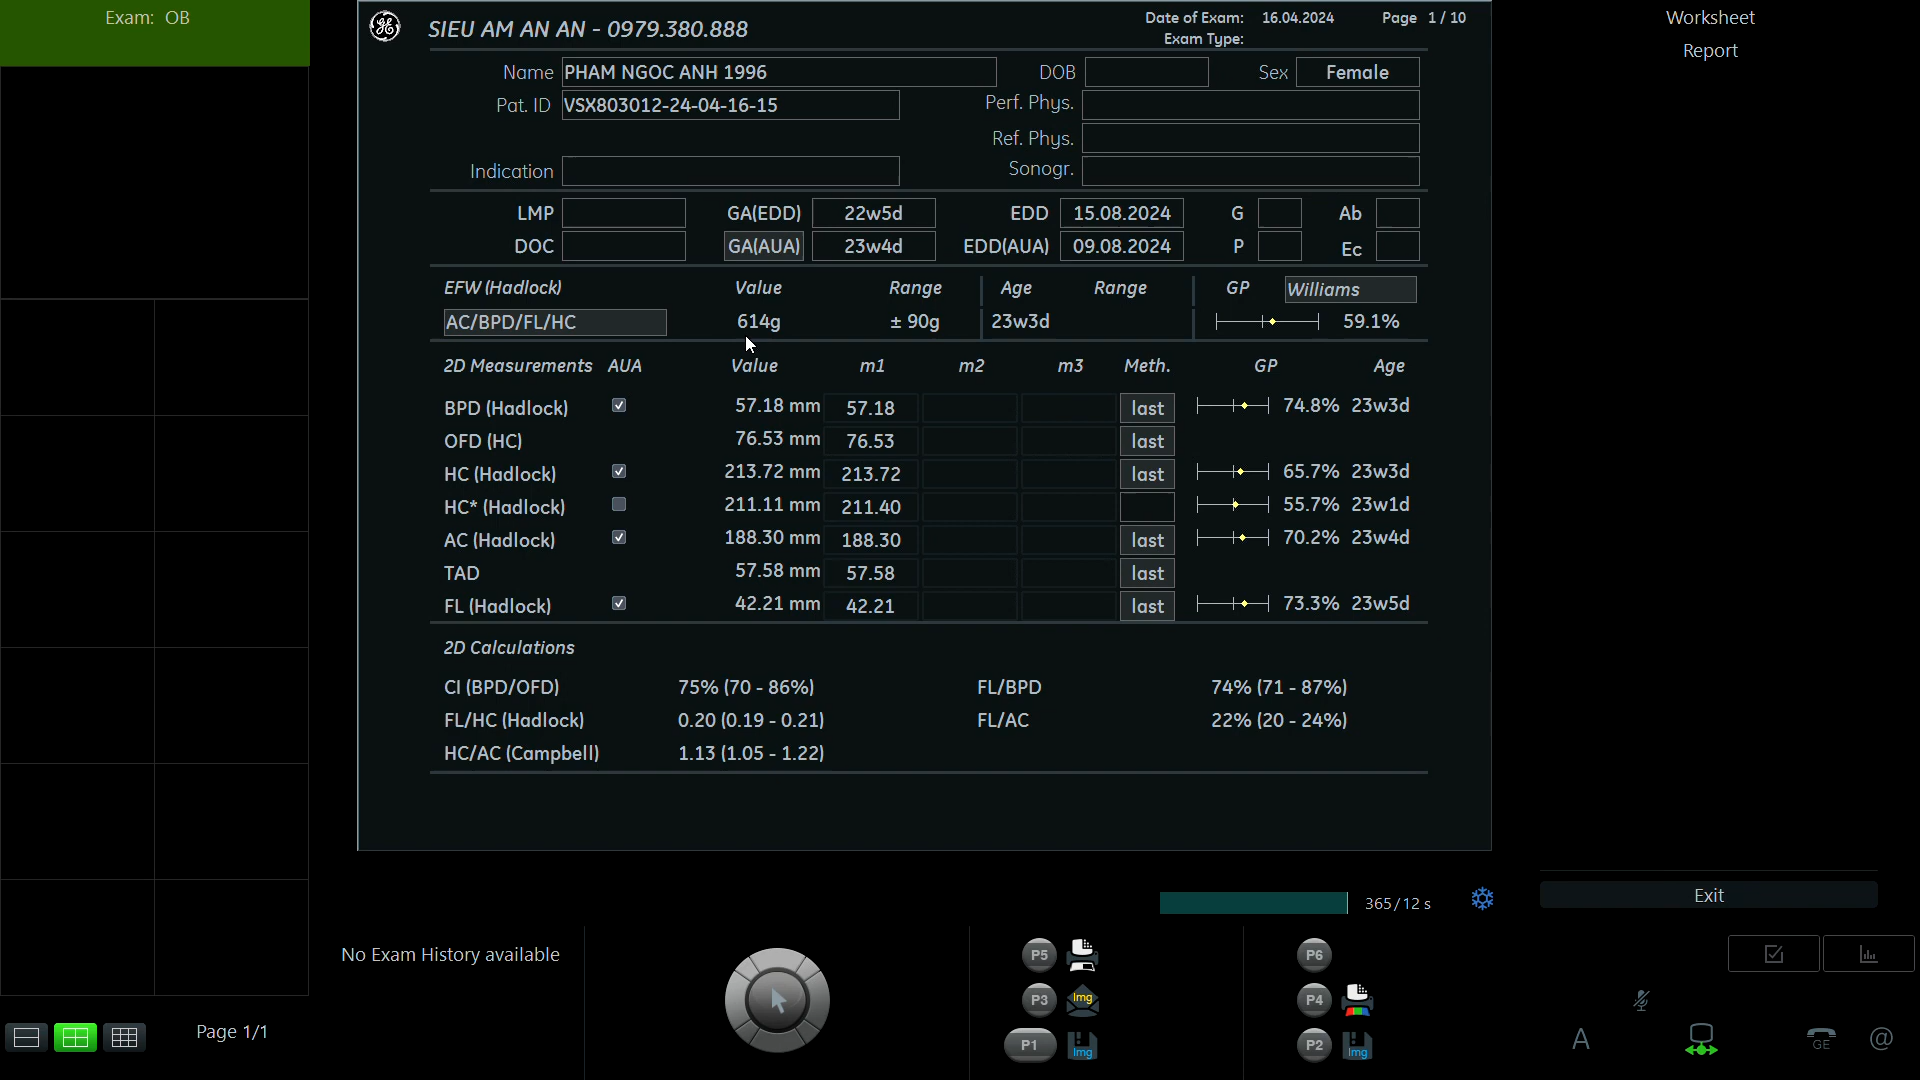 Exam: OB
SIEU AM AN AN - 0979.380.888
Date of Exam: 16.04.2024 Page 1 / 10
Exam Type:
Name PHAM NGOC ANH 1996 DOB Sex Female
Pat. ID VSX803012-24-04-16-15 Perf. Phys.
Ref. Phys.
Indication Sonogr.
LMP GA(EDD) 22w5d EDD 15.08.2024 G Ab
DOC GA(AUA) 23w4d EDD(AUA) 09.08.2024 P Ec
EFW (Hadlock) Value Range Age Range GP Williams
AC/BPD/FL/HC 614g ± 90g 23w3d 59.1%
2D Measurements AUA Value m1 m2 m3 Meth. GP Age
BPD (Hadlock) 57.18 mm 57.18 last 74.8% 23w3d
OFD (HC) 76.53 mm 76.53 last
HC (Hadlock) 213.72 mm 213.72 last 65.7% 23w3d
HC* (Hadlock) 211.11 mm 211.40 55.7% 23w1d
AC (Hadlock) 188.30 mm 188.30 last 70.2% 23w4d
TAD 57.58 mm 57.58 last
FL (Hadlock) 42.21 mm 42.21 last 73.3% 23w5d
2D Calculations
CI (BPD/OFD) 75% (70 - 86%) FL/BPD 74% (71 - 87%)
FL/HC (Hadlock) 0.20 (0.19 - 0.21) FL/AC 22% (20 - 24%)
HC/AC (Campbell) 1.13 (1.05 - 1.22)
Worksheet
Report
365 / 12 s
Exit
No Exam History available
P5 P6
P3 Img P4
P1 Img P2 Img
Page 1/1
A GE @